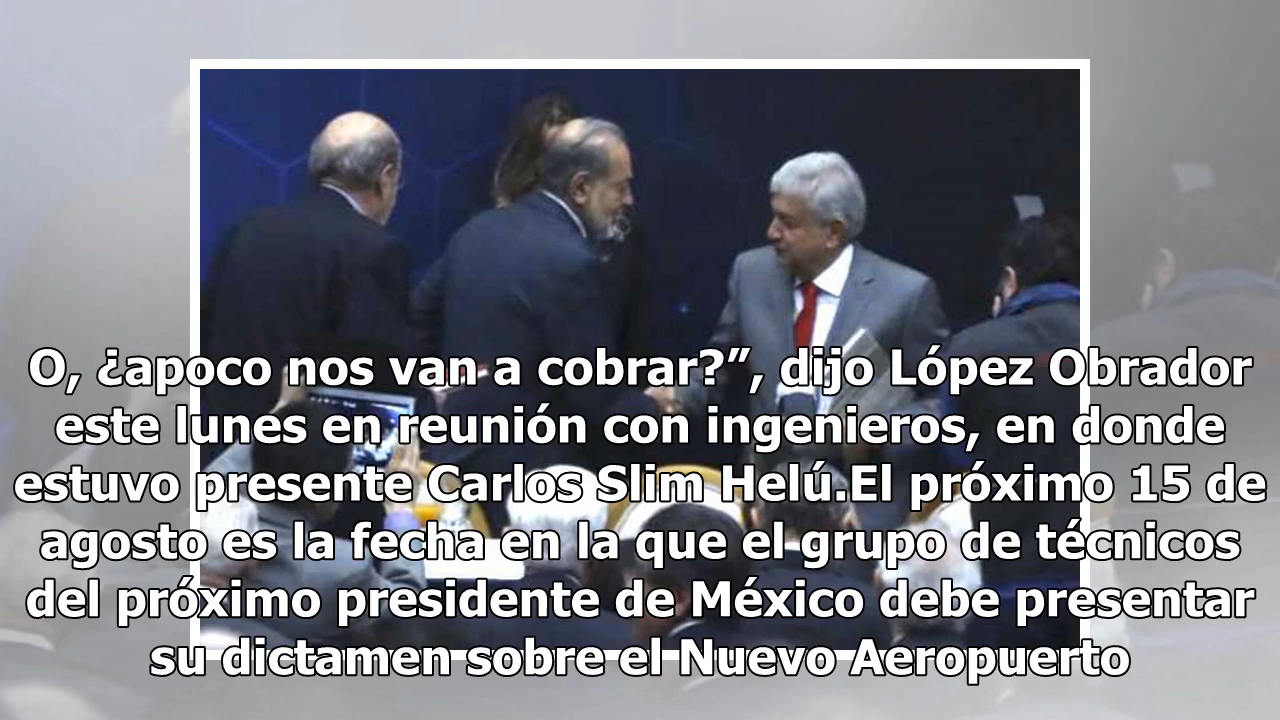 O, ¿apoco nos van a cobrar?”, dijo López Obrador
este lunes en reunión con ingenieros, en donde
estuvo presente Carlos Slim Helú.El próximo 15 de
agosto es la fecha en la que el grupo de técnicos
del próximo presidente de México debe presentar
su dictamen sobre el Nuevo Aeropuerto